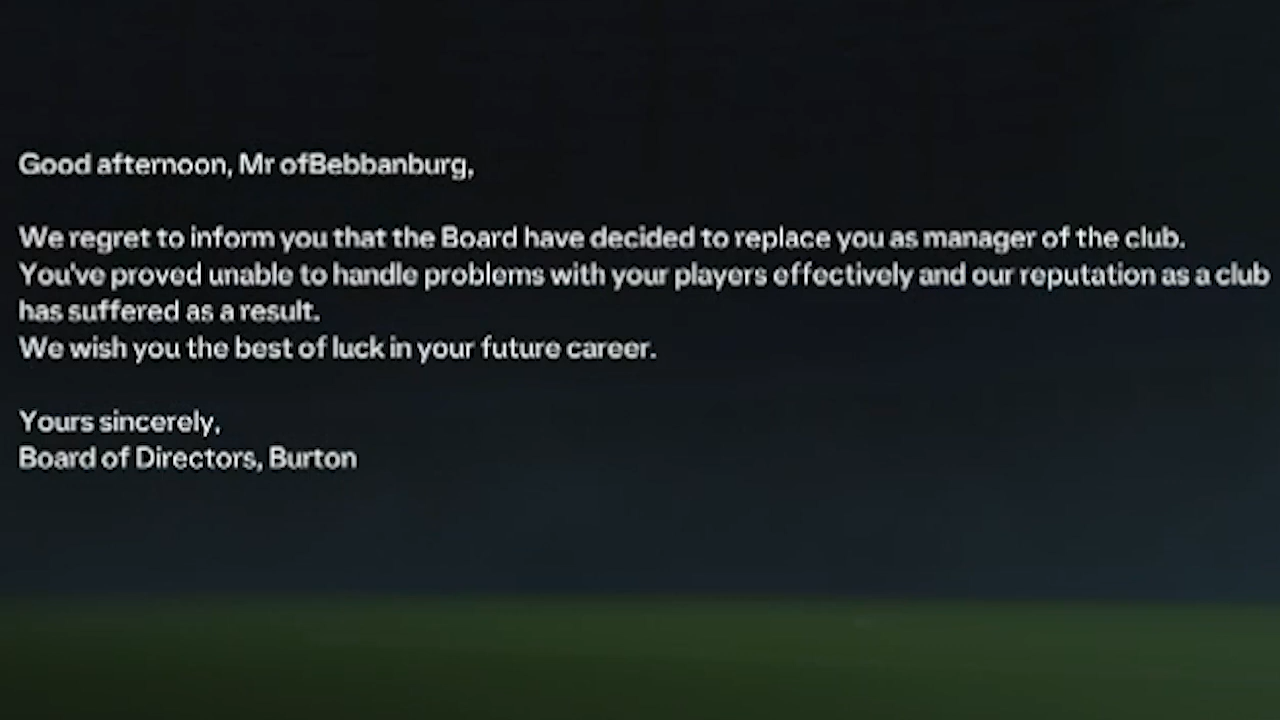 Good afternoon, Mr ofBebbanburg,
We regret to inform you that the Board have decided to replace you as manager of the club.
You've proved unable to handle problems with your players effectively and our reputation as a club
has suffered as a result.
We wish you the best of luck in your future career.
Yours sincerely,
Board of Directors, Burton